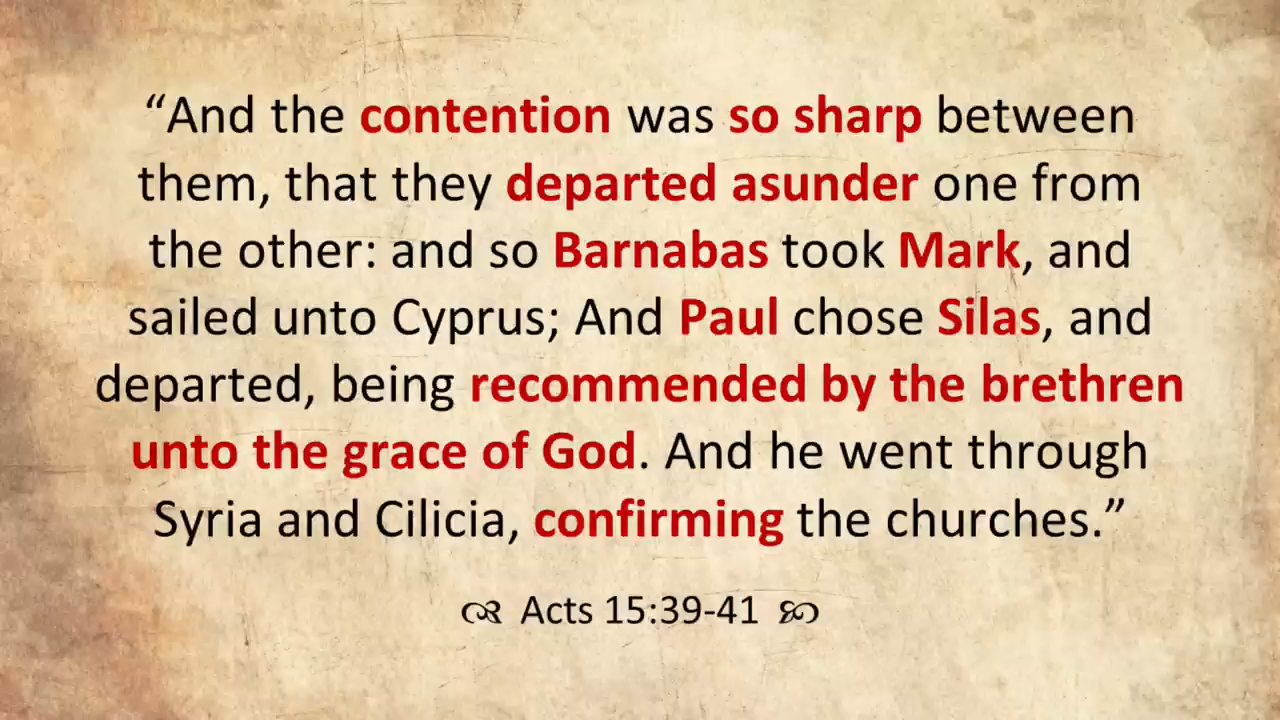 “And the contention was so sharp between
them, that they departed asunder one from
the other: and so Barnabas took Mark, and
sailed unto Cyprus; And Paul chose Silas, and
departed, being recommended by the brethren
unto the grace of God. And he went through
Syria and Cilicia, confirming the churches.”
Acts 15:39-41